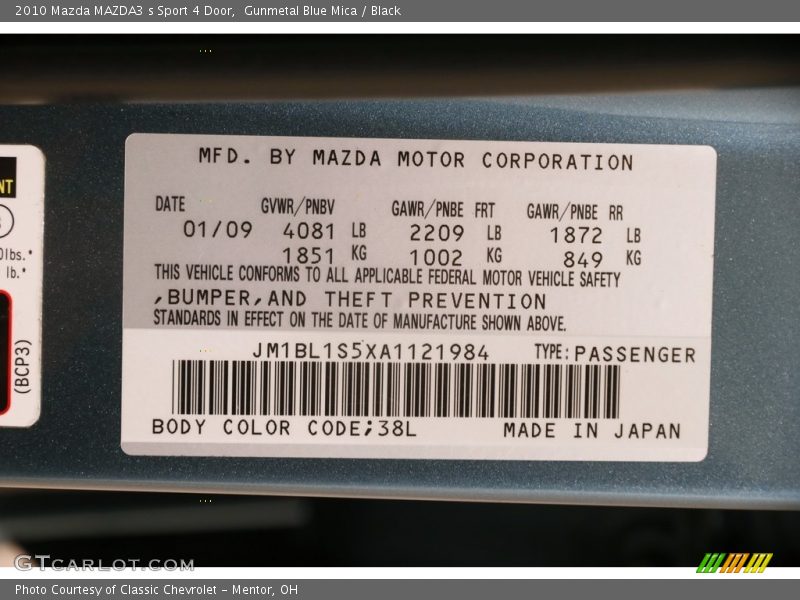 2010 Mazda MAZDA3 s Sport 4 Door,  Gunmetal Blue Mica / Black
MFD. BY MAZDA MOTOR CORPORATION
DATE GVWR/PNBV GAWR/PNBE FRT GAWR/PNBE RR
01/09 4081 LB 2209 LB 1872 LB
1851 KG 1002 KG 849 KG
THIS VEHICLE CONFORMS TO ALL APPLICABLE FEDERAL MOTOR VEHICLE SAFETY
,BUMPER,AND THEFT PREVENTION
STANDARDS IN EFFECT ON THE DATE OF MANUFACTURE SHOWN ABOVE.
JM1BL1S5XA1121984 TYPE:PASSENGER
BODY COLOR CODE;38L MADE IN JAPAN
NT
lb.*
(BCP3)
GTCARLOT.COM
Photo Courtesy of Classic Chevrolet - Mentor, OH